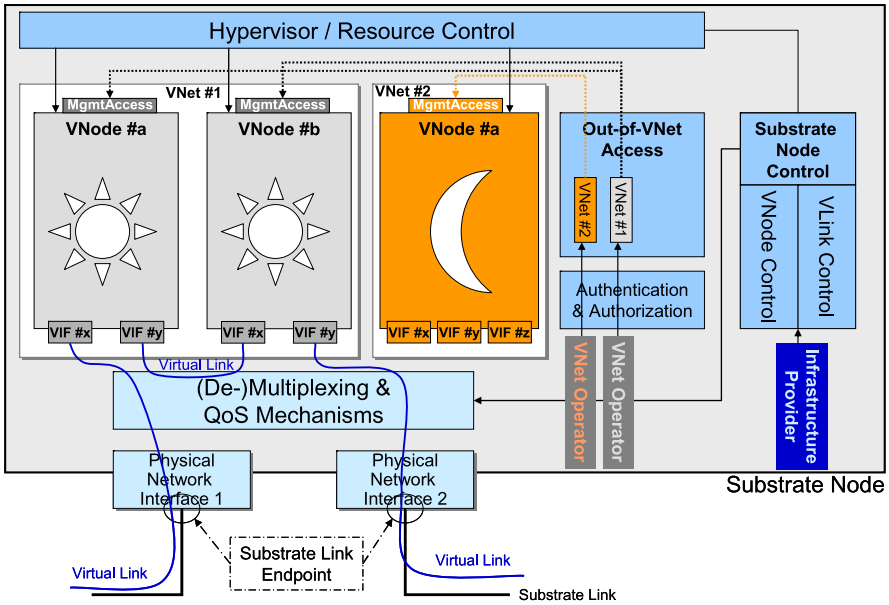 Hypervisor / Resource Control
VNet #1
VNet #2
MgmtAccess
MgmtAccess
MgmtAccess
VNode #a
VNode #b
VNode #a
Out-of-VNet
Access
Substrate
Node
Control
VNet #2
VNet #1
VNode Control
VLink Control
Authentication
& Authorization
VIF #x
VIF #y
VIF #x
VIF #y
VIF #x
VIF #y
VIF #z
Virtual Link
(De-)Multiplexing &
QoS Mechanisms
VNet Operator
VNet Operator
Infrastructure
Provider
Physical
Network
Interface 1
Physical
Network
Interface 2
Substrate Node
Substrate Link
Endpoint
Virtual Link
Virtual Link
Substrate Link